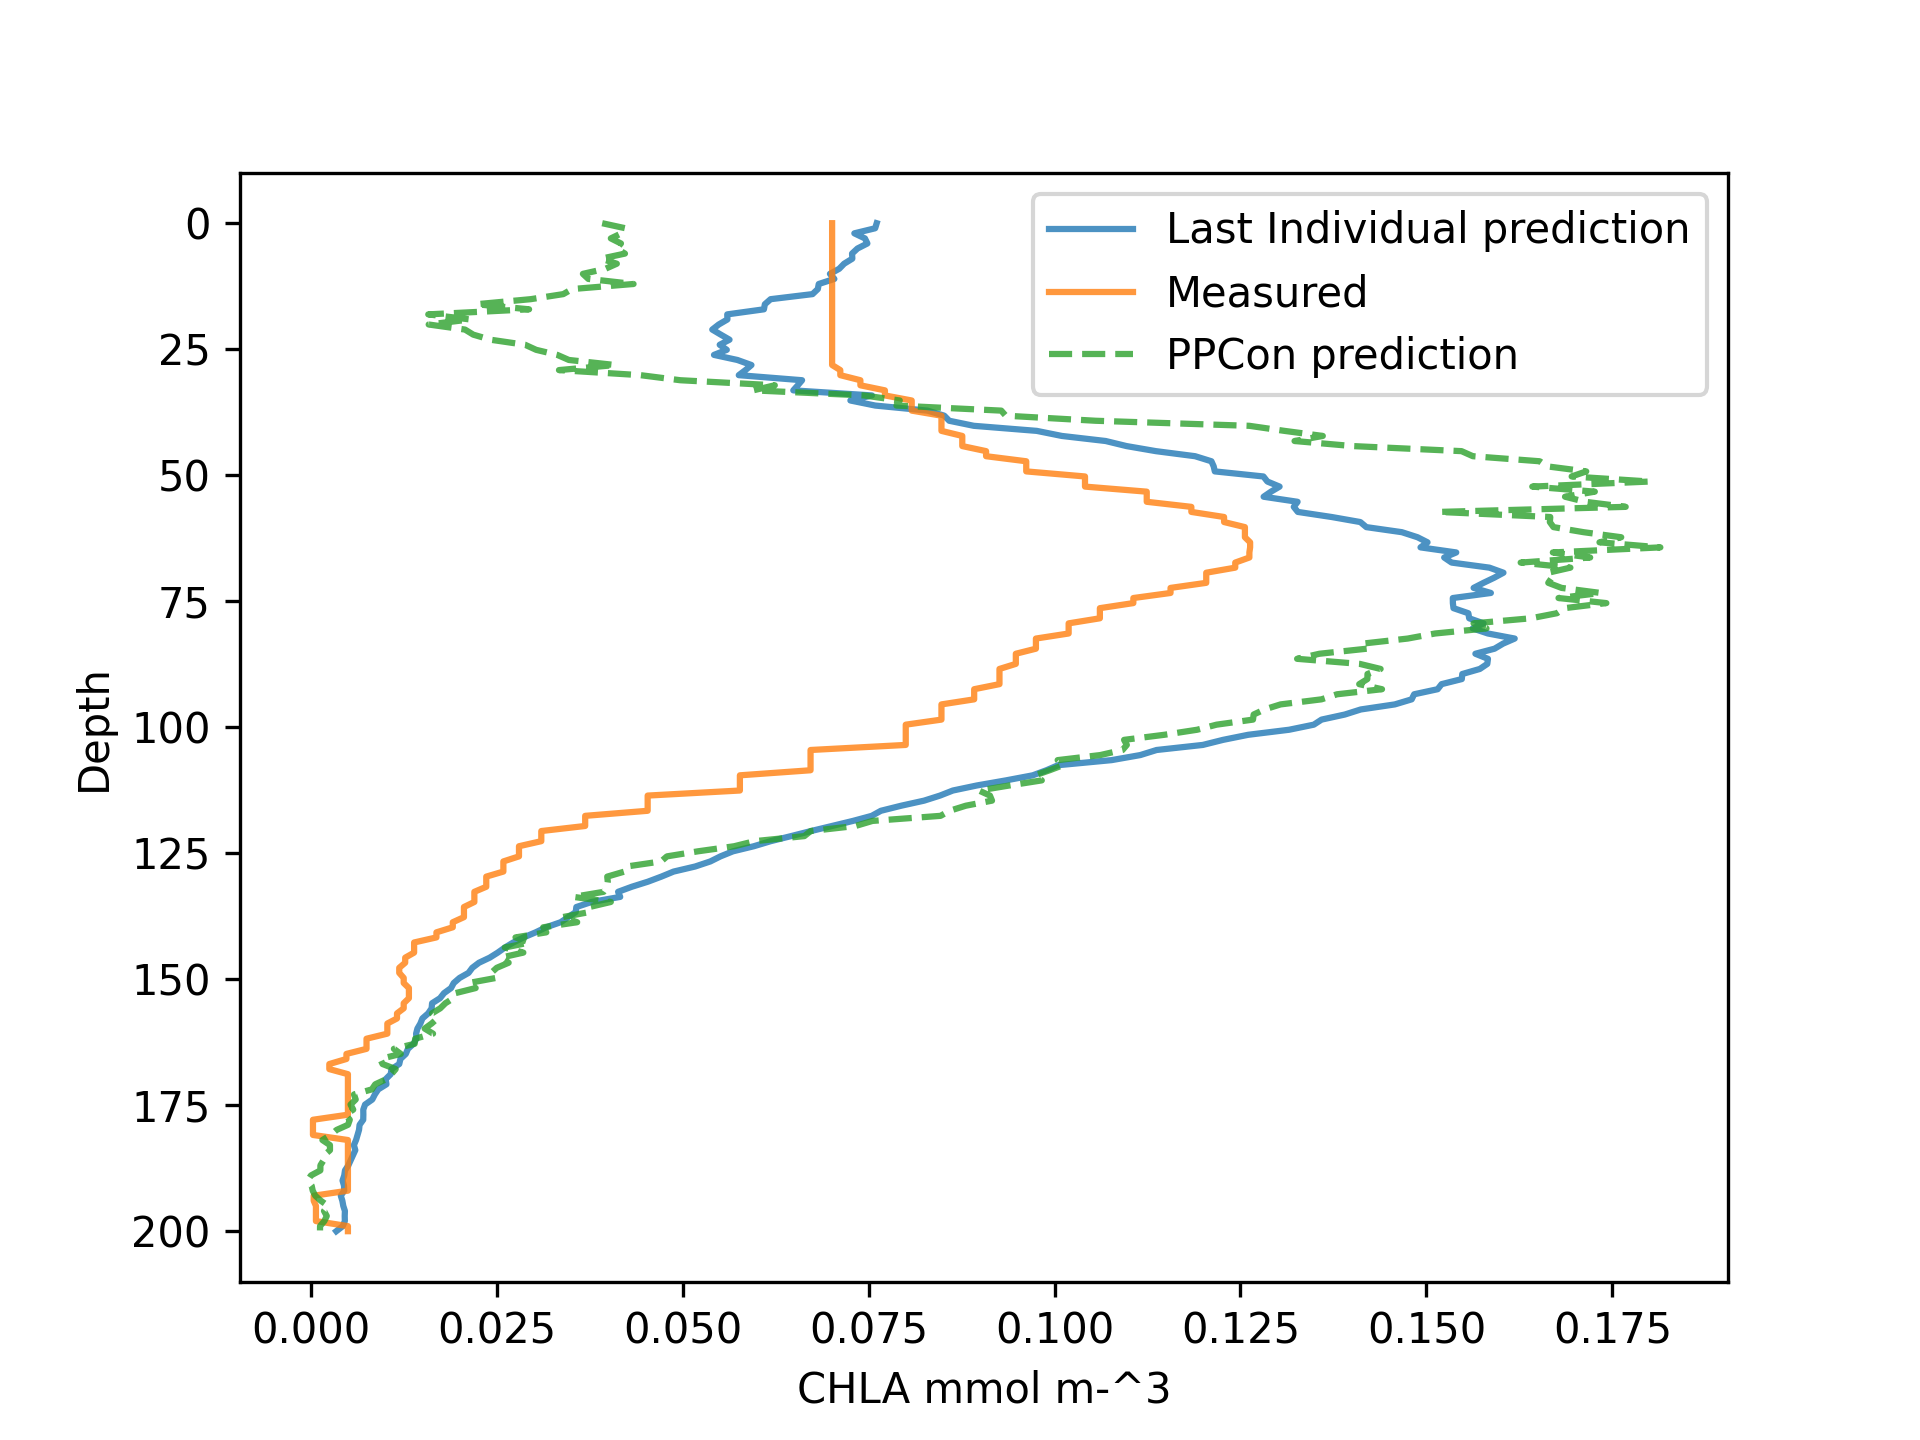 Last Individual prediction
Measured
PPCon prediction
0
25
50
75
100
125
150
175
200
Depth
0.000 0.025 0.050 0.075 0.100 0.125 0.150 0.175
CHLA mmol m-^3